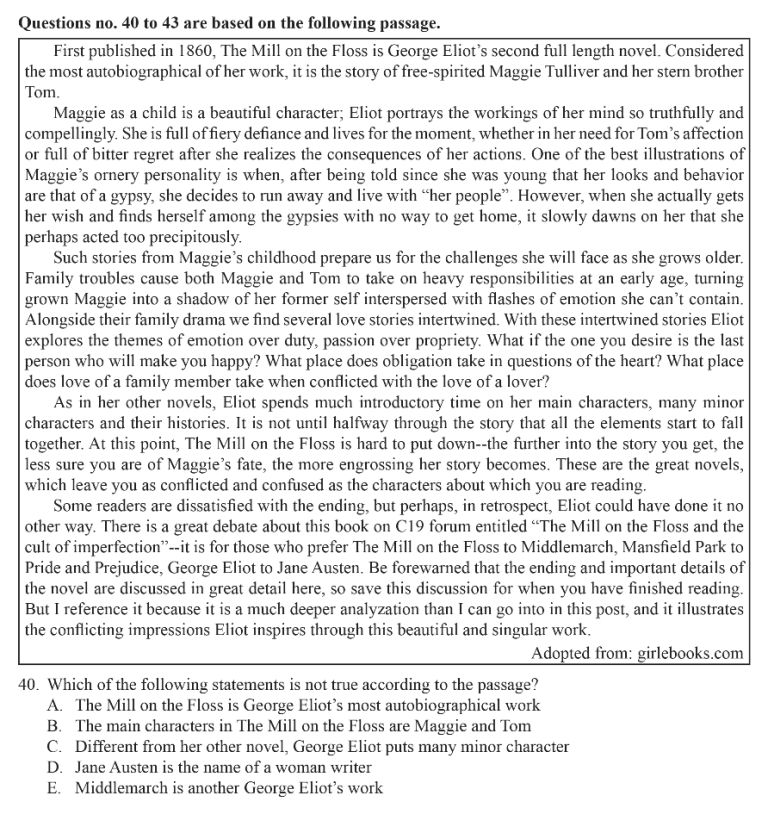 Questions no. 40 to 43 are based on the following passage.
First published in 1860, The Mill on the Floss is George Eliot’s second full length novel. Considered
the most autobiographical of her work, it is the story of free-spirited Maggie Tulliver and her stern brother
Tom.
Maggie as a child is a beautiful character; Eliot portrays the workings of her mind so truthfully and
compellingly. She is full of fiery defiance and lives for the moment, whether in her need for Tom’s affection
or full of bitter regret after she realizes the consequences of her actions. One of the best illustrations of
Maggie’s ornery personality is when, after being told since she was young that her looks and behavior
are that of a gypsy, she decides to run away and live with “her people”. However, when she actually gets
her wish and finds herself among the gypsies with no way to get home, it slowly dawns on her that she
perhaps acted too precipitously.
Such stories from Maggie’s childhood prepare us for the challenges she will face as she grows older.
Family troubles cause both Maggie and Tom to take on heavy responsibilities at an early age, turning
grown Maggie into a shadow of her former self interspersed with flashes of emotion she can’t contain.
Alongside their family drama we find several love stories intertwined. With these intertwined stories Eliot
explores the themes of emotion over duty, passion over propriety. What if the one you desire is the last
person who will make you happy? What place does obligation take in questions of the heart? What place
does love of a family member take when conflicted with the love of a lover?
As in her other novels, Eliot spends much introductory time on her main characters, many minor
characters and their histories. It is not until halfway through the story that all the elements start to fall
together. At this point, The Mill on the Floss is hard to put down--the further into the story you get, the
less sure you are of Maggie’s fate, the more engrossing her story becomes. These are the great novels,
which leave you as conflicted and confused as the characters about which you are reading.
Some readers are dissatisfied with the ending, but perhaps, in retrospect, Eliot could have done it no
other way. There is a great debate about this book on C19 forum entitled “The Mill on the Floss and the
cult of imperfection”--it is for those who prefer The Mill on the Floss to Middlemarch, Mansfield Park to
Pride and Prejudice, George Eliot to Jane Austen. Be forewarned that the ending and important details of
the novel are discussed in great detail here, so save this discussion for when you have finished reading.
But I reference it because it is a much deeper analyzation than I can go into in this post, and it illustrates
the conflicting impressions Eliot inspires through this beautiful and singular work.
Adopted from: girlebooks.com
40. Which of the following statements is not true according to the passage?
A. The Mill on the Floss is George Eliot’s most autobiographical work
B. The main characters in The Mill on the Floss are Maggie and Tom
C. Different from her other novel, George Eliot puts many minor character
D. Jane Austen is the name of a woman writer
E. Middlemarch is another George Eliot’s work